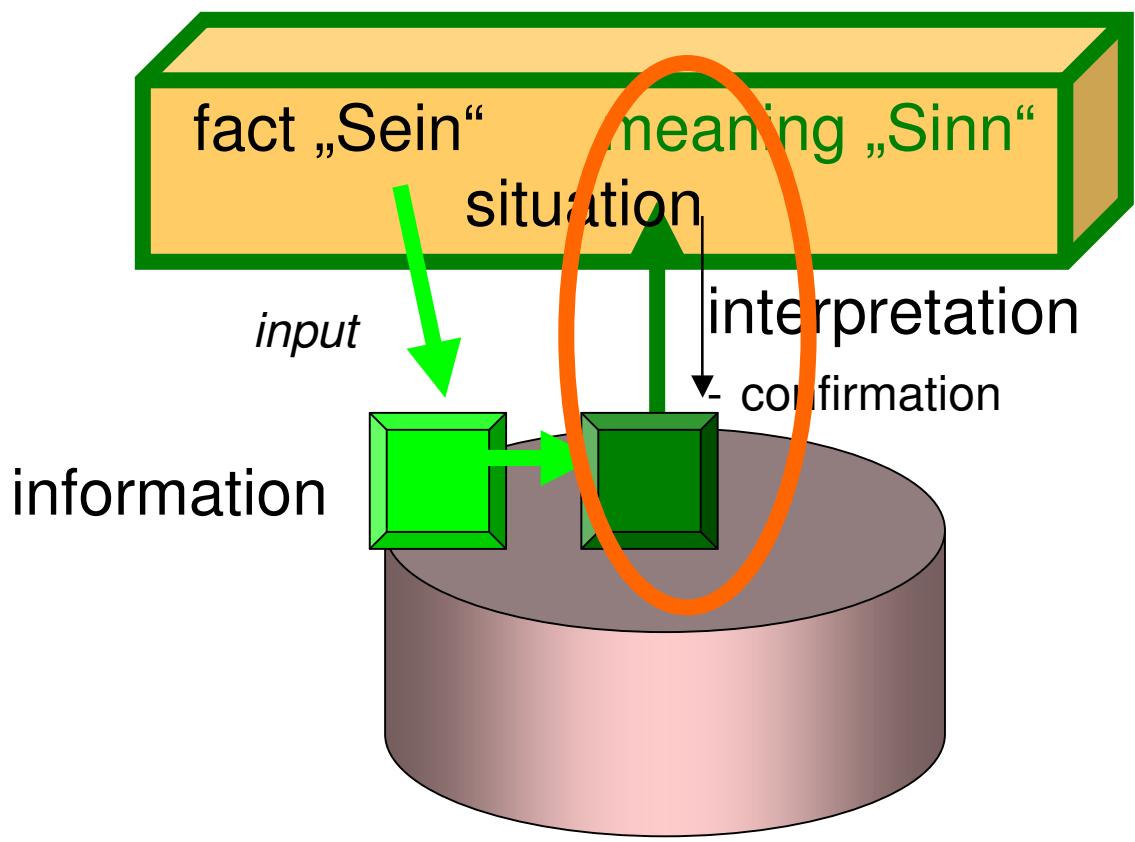 fact „Sein“ meaning „Sinn“
situation
interpretation
input
- confirmation
information